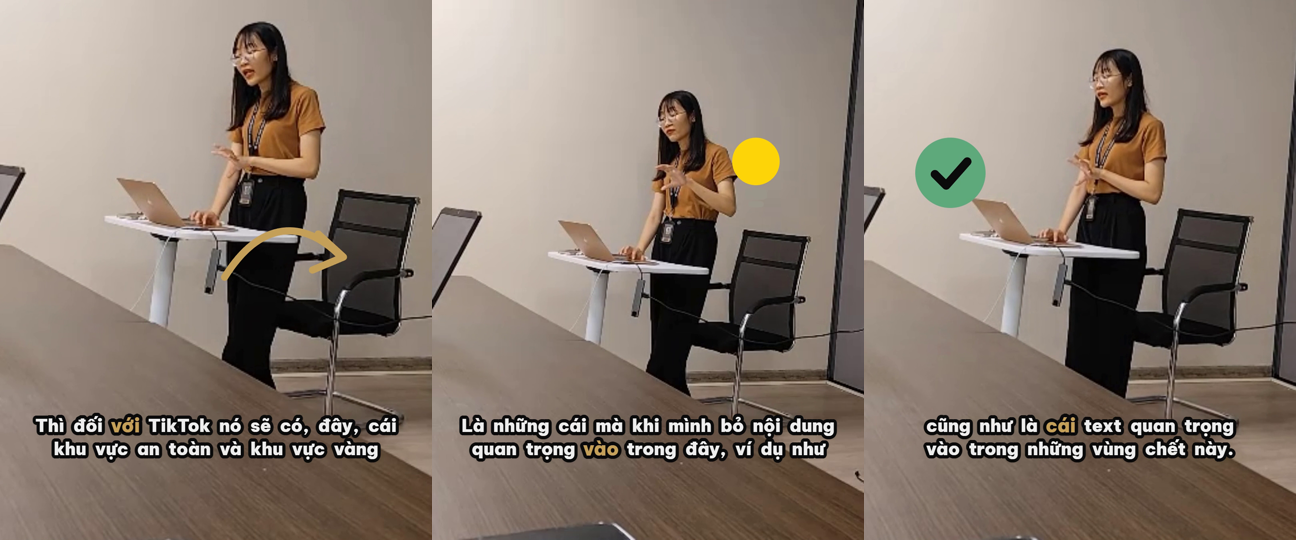 Thì đối với TikTok nó sẽ có, đây, cái
khu vực an toàn và khu vực vàng
Là những cái mà khi mình bỏ nội dung
quan trọng vào trong đây, ví dụ như
cũng như là cái text quan trọng
vào trong những vùng chết này.